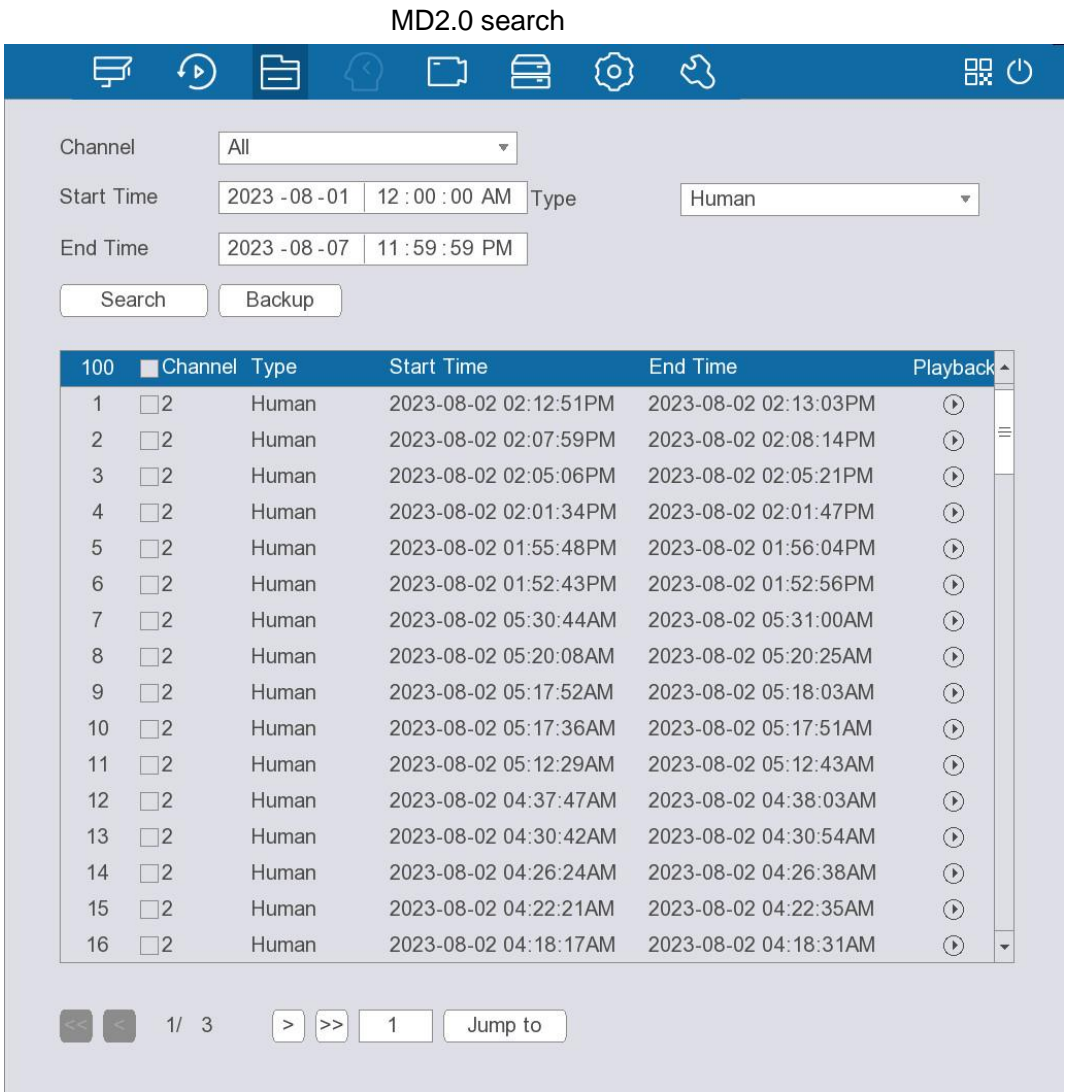 MD2.0 search
Channel All
Start Time 2023 -08 -01 12 : 00 : 00 AM Type Human
End Time 2023 -08 -07 11 : 59 : 59 PM
Search Backup
100 Channel Type Start Time End Time Playback
1 2 Human 2023-08-02 02:12:51PM 2023-08-02 02:13:03PM
2 2 Human 2023-08-02 02:07:59PM 2023-08-02 02:08:14PM
3 2 Human 2023-08-02 02:05:06PM 2023-08-02 02:05:21PM
4 2 Human 2023-08-02 02:01:34PM 2023-08-02 02:01:47PM
5 2 Human 2023-08-02 01:55:48PM 2023-08-02 01:56:04PM
6 2 Human 2023-08-02 01:52:43PM 2023-08-02 01:52:56PM
7 2 Human 2023-08-02 05:30:44AM 2023-08-02 05:31:00AM
8 2 Human 2023-08-02 05:20:08AM 2023-08-02 05:20:25AM
9 2 Human 2023-08-02 05:17:52AM 2023-08-02 05:18:03AM
10 2 Human 2023-08-02 05:17:36AM 2023-08-02 05:17:51AM
11 2 Human 2023-08-02 05:12:29AM 2023-08-02 05:12:43AM
12 2 Human 2023-08-02 04:37:47AM 2023-08-02 04:38:03AM
13 2 Human 2023-08-02 04:30:42AM 2023-08-02 04:30:54AM
14 2 Human 2023-08-02 04:26:24AM 2023-08-02 04:26:38AM
15 2 Human 2023-08-02 04:22:21AM 2023-08-02 04:22:35AM
16 2 Human 2023-08-02 04:18:17AM 2023-08-02 04:18:31AM
<< < 1/ 3 > >> 1 Jump to